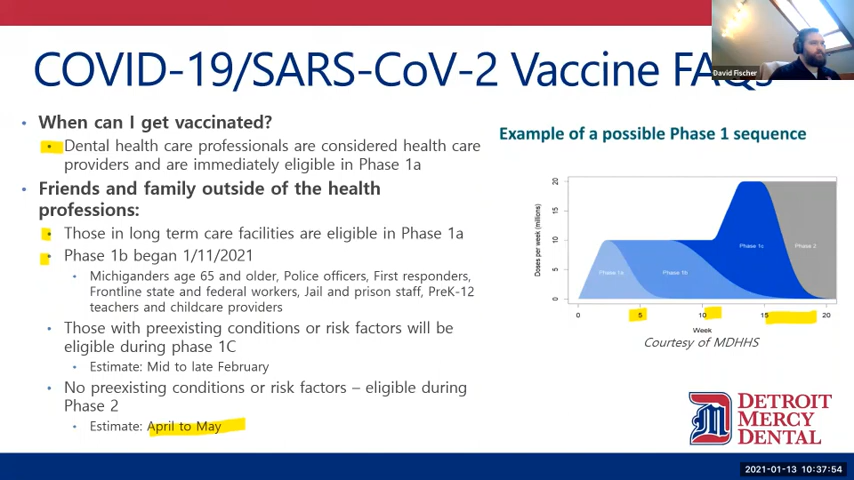 COVID-19/SARS-CoV-2 Vaccine FAQs
David Fischer
When can I get vaccinated?
Dental health care professionals are considered health care
providers and are immediately eligible in Phase 1a
Friends and family outside of the health
professions:
Those in long term care facilities are eligible in Phase 1a
Phase 1b began 1/11/2021
Michiganders age 65 and older, Police officers, First responders,
Frontline state and federal workers, Jail and prison staff, PreK-12
teachers and childcare providers
Those with preexisting conditions or risk factors will be
eligible during phase 1C
Estimate: Mid to late February
No preexisting conditions or risk factors – eligible during
Phase 2
Estimate: April to May
Example of a possible Phase 1 sequence
Doses per week (millions)
20
15
10
5
0
Phase 1a
Phase 1b
Phase 1c
Phase 2
0 5 10 15 20
Week
Courtesy of MDHHS
DETROIT
MERCY
DENTAL
2021-01-13 10:37:54